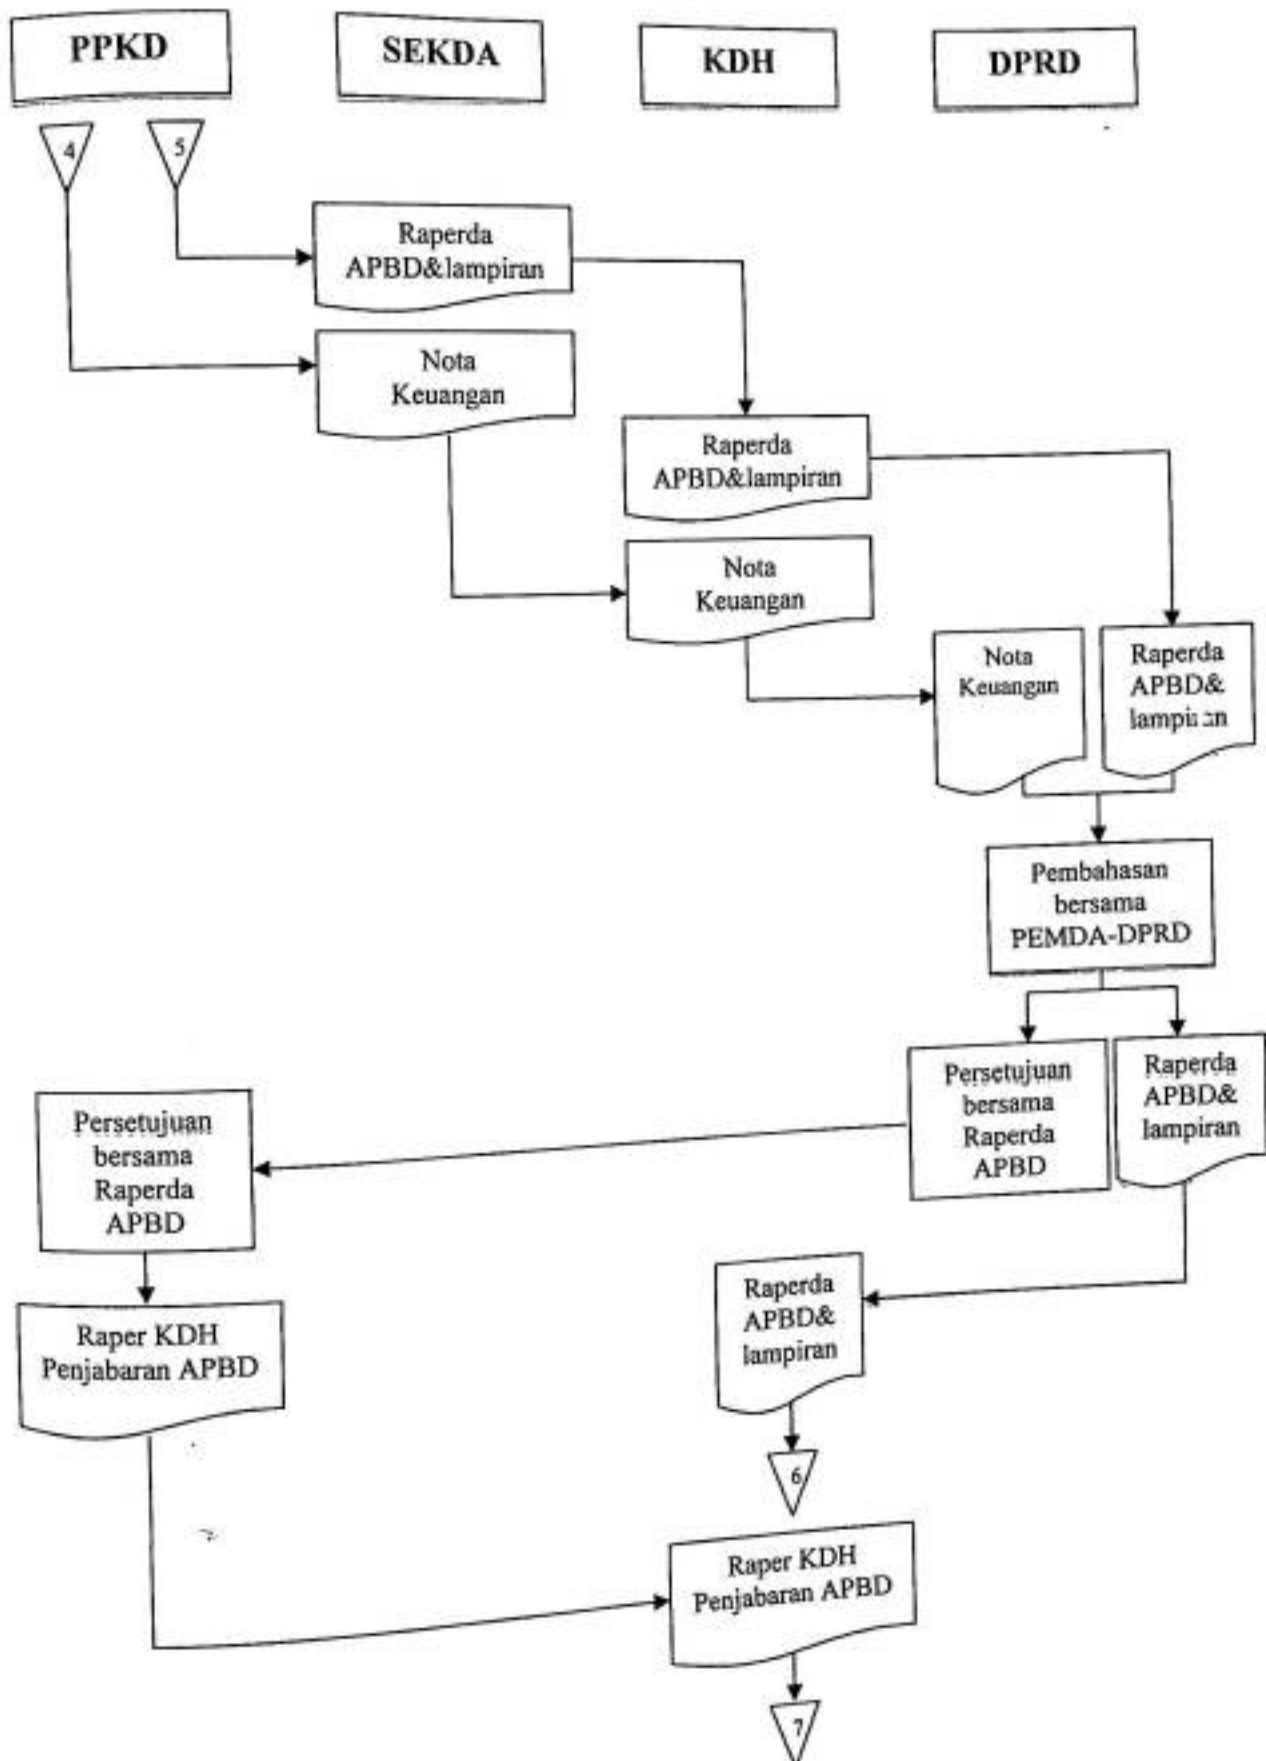 PPKD
SEKDA
KDH
DPRD
4
5
Raperda
APBD&lampiran
Nota
Keuangan
Raperda
APBD&lampiran
Nota
Keuangan
Nota
Keuangan
Raperda
APBD&
lampiran
Pembahasan
bersama
PEMDA-DPRD
Persetujuan
bersama
Raperda
APBD
Raperda
APBD&
lampiran
Persetujuan
bersama
Raperda
APBD
Raper KDH
Penjabaran APBD
Raperda
APBD&
lampiran
6
Raper KDH
Penjabaran APBD
7